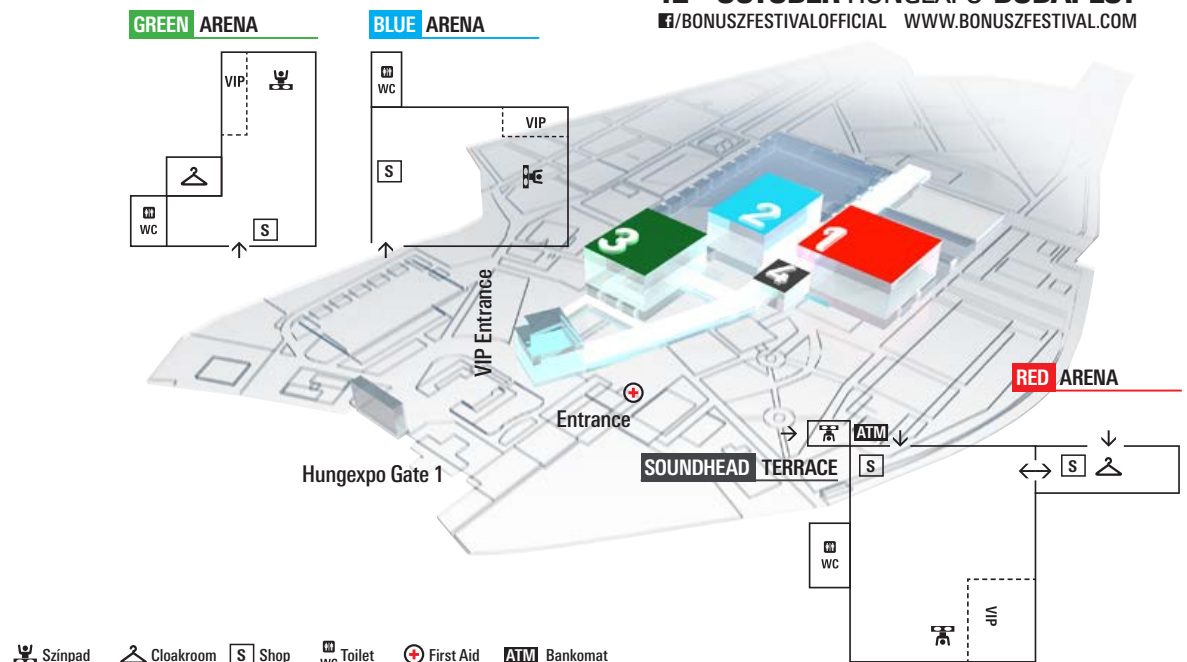 HUNGEXPO BUDAPEST
f/BONUSZFESTIVALOFFICIAL WWW.BONUSZFESTIVAL.COM
GREEN ARENA
BLUE ARENA
VIP
WC
S
WC
VIP
S
3
2
1
4
VIP Entrance
Entrance
Hungexpo Gate 1
RED ARENA
ATM
SOUNDHEAD TERRACE
S
S
WC
VIP
Színpad
Cloakroom
S Shop
WC Toilet
First Aid
ATM Bankomat